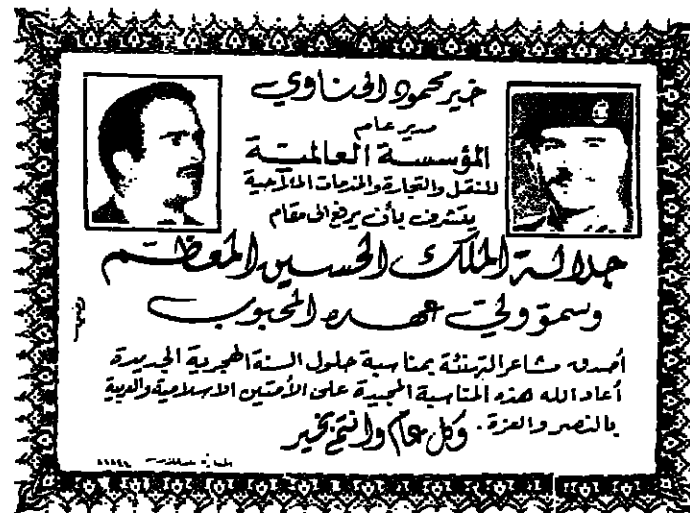 خير محمود الحناوي
مدير عام
المؤسسة العالمية
للنقل والتجارة والخدمات الملاحية
يتشرف بأن يرفع الى مقام
جلالة الملك الحسين المعظم
وسمو ولي عهده المحبوب
أصدق مشاعر التهنئة بمناسبة حلول السنة الهجرية الجديدة
أعاد الله هذه المناسبة المجيدة على الأمتين الاسلامية والعربية
بالنصر والعزة. وكل عام وانتم بخير